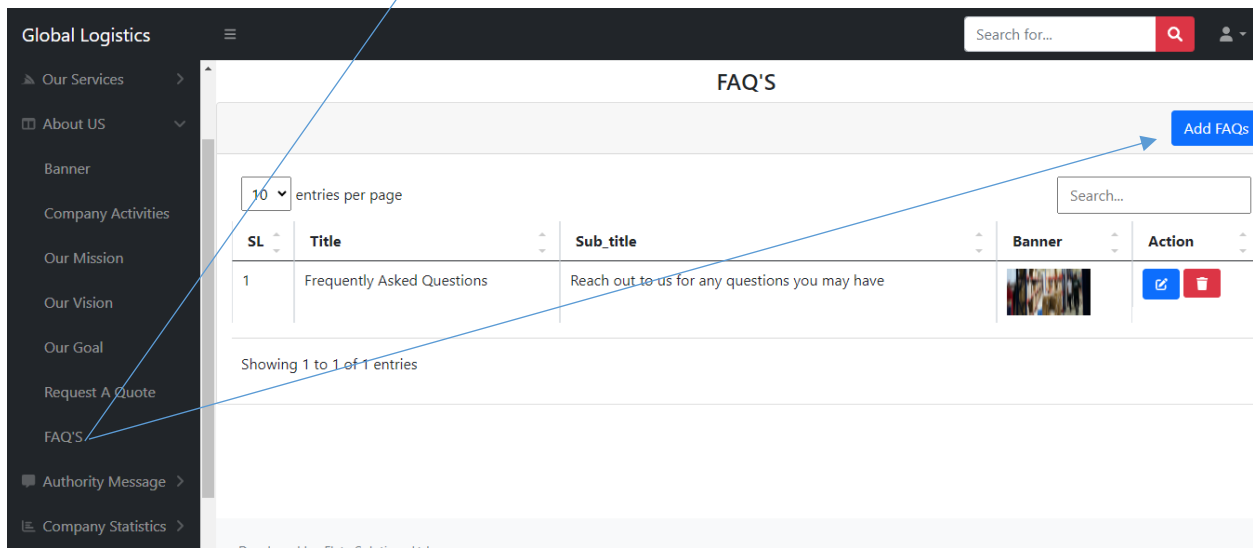 Global Logistics
Search for...
Our Services
FAQ'S
About US
Add FAQs
Banner
10 entries per page
Search...
Company Activities
SL Title Sub_title Banner Action
Our Mission
1 Frequently Asked Questions Reach out to us for any questions you may have
Our Vision
Our Goal
Showing 1 to 1 of 1 entries
Request A Quote
FAQ'S
Authority Message
Company Statistics